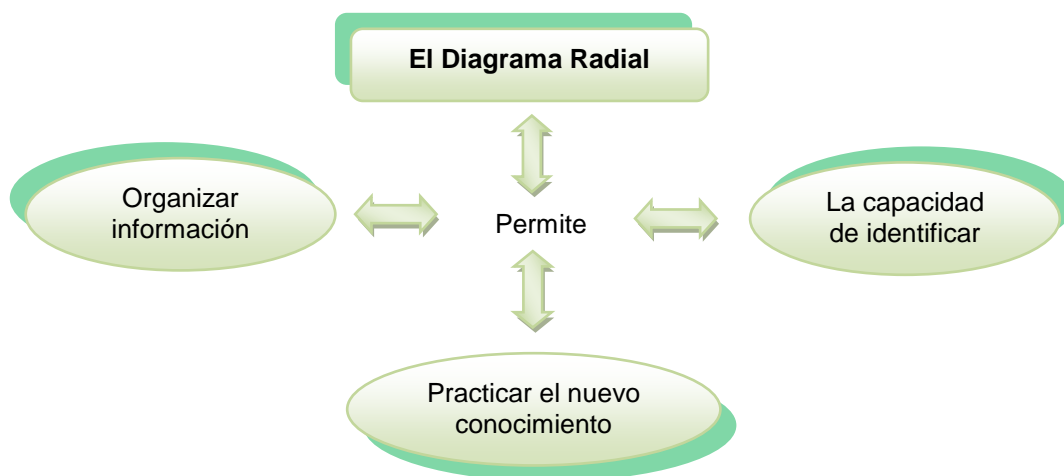 El Diagrama Radial
Organizar
información
Permite
La capacidad
de identificar
Practicar el nuevo
conocimiento